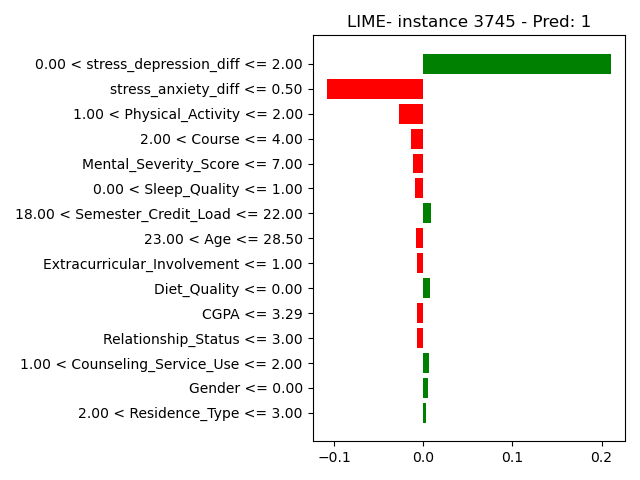 LIME- instance 3745 - Pred: 1
0.00 < stress_depression_diff <= 2.00
stress_anxiety_diff <= 0.50
1.00 < Physical_Activity <= 2.00
2.00 < Course <= 4.00
Mental_Severity_Score <= 7.00
0.00 < Sleep_Quality <= 1.00
18.00 < Semester_Credit_Load <= 22.00
23.00 < Age <= 28.50
Extracurricular_Involvement <= 1.00
Diet_Quality <= 0.00
CGPA <= 3.29
Relationship_Status <= 3.00
1.00 < Counseling_Service_Use <= 2.00
Gender <= 0.00
2.00 < Residence_Type <= 3.00
−0.1 0.0 0.1 0.2